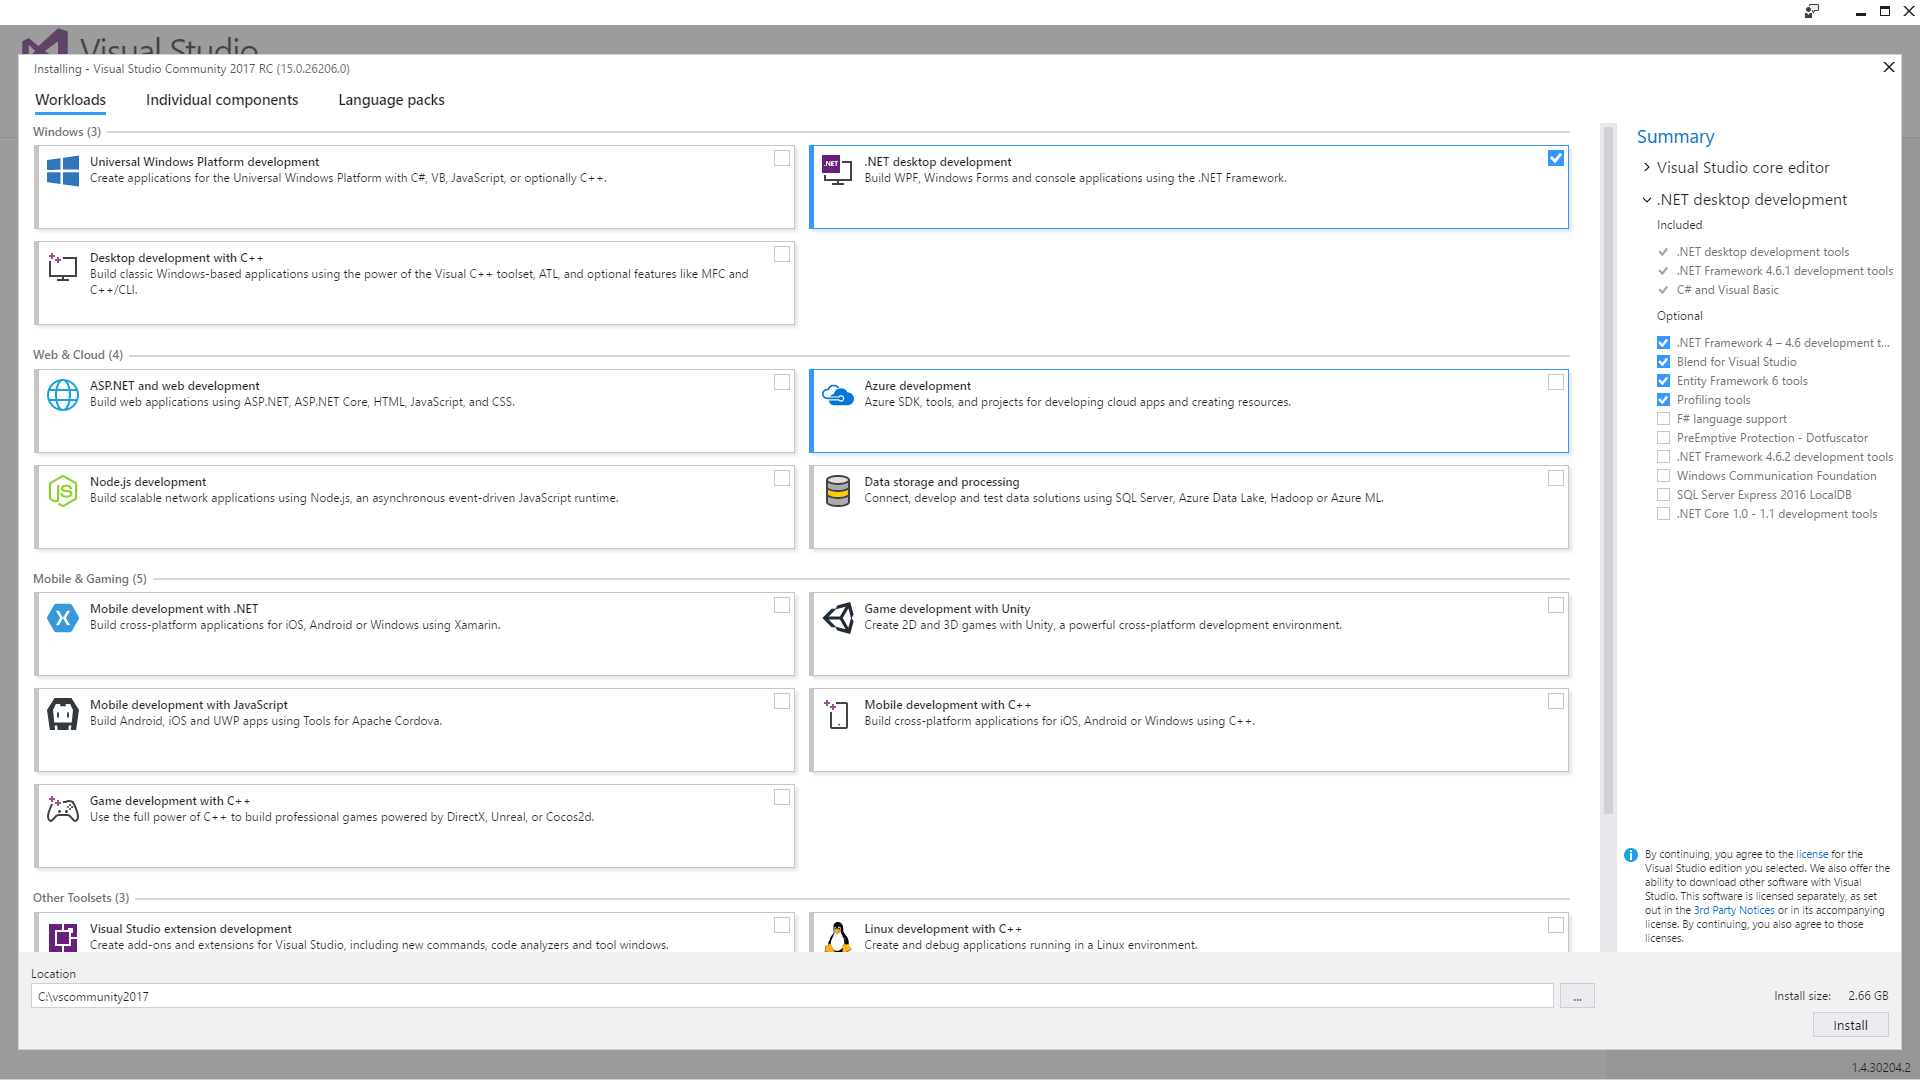 Visual Studio
Installing - Visual Studio Community 2017 RC (15.0.26206.0)
Workloads
Individual components
Language packs
Windows (3)
Universal Windows Platform development
Create applications for the Universal Windows Platform with C#, VB, JavaScript, or optionally C++.
.NET
.NET desktop development
Build WPF, Windows Forms and console applications using the .NET Framework.
Desktop development with C++
Build classic Windows-based applications using the power of the Visual C++ toolset, ATL, and optional features like MFC and
C++/CLI.
Web & Cloud (4)
ASP.NET and web development
Build web applications using ASP.NET, ASP.NET Core, HTML, JavaScript, and CSS.
Azure development
Azure SDK, tools, and projects for developing cloud apps and creating resources.
JS
Node.js development
Build scalable network applications using Node.js, an asynchronous event-driven JavaScript runtime.
Data storage and processing
Connect, develop and test data solutions using SQL Server, Azure Data Lake, Hadoop or Azure ML.
Mobile & Gaming (5)
Mobile development with .NET
Build cross-platform applications for iOS, Android or Windows using Xamarin.
Game development with Unity
Create 2D and 3D games with Unity, a powerful cross-platform development environment.
Mobile development with JavaScript
Build Android, iOS and UWP apps using Tools for Apache Cordova.
Mobile development with C++
Build cross-platform applications for iOS, Android or Windows using C++.
Game development with C++
Use the full power of C++ to build professional games powered by DirectX, Unreal, or Cocos2d.
Other Toolsets (3)
Visual Studio extension development
Create add-ons and extensions for Visual Studio, including new commands, code analyzers and tool windows.
Linux development with C++
Create and debug applications running in a Linux environment.
Summary
Visual Studio core editor
.NET desktop development
Included
.NET desktop development tools
.NET Framework 4.6.1 development tools
C# and Visual Basic
Optional
.NET Framework 4 – 4.6 development t...
Blend for Visual Studio
Entity Framework 6 tools
Profiling tools
F# language support
PreEmptive Protection - Dotfuscator
.NET Framework 4.6.2 development tools
Windows Communication Foundation
SQL Server Express 2016 LocalDB
.NET Core 1.0 - 1.1 development tools
By continuing, you agree to the license for the
Visual Studio edition you selected. We also offer the
ability to download other software with Visual
Studio. This software is licensed separately, as set
out in the 3rd Party Notices or in its accompanying
license. By continuing, you also agree to those
licenses.
Location
C:\vscommunity2017
...
Install size: 2.66 GB
Install
1.4.30204.2